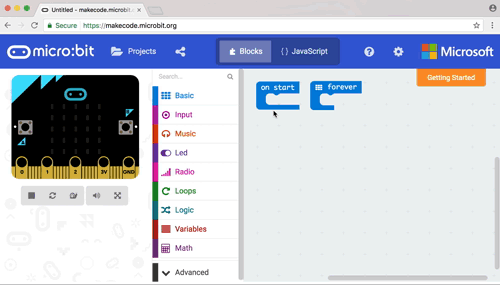 Untitled - makecode.microbit
Secure
https://makecode.microbit.org
micro:bit
Projects
Blocks
{ } JavaScript
?
Microsoft
Getting Started
Search...
Basic
Input
Music
Led
Radio
Loops
Logic
Variables
Math
Advanced
on start
forever
0
1
2
3V
GND